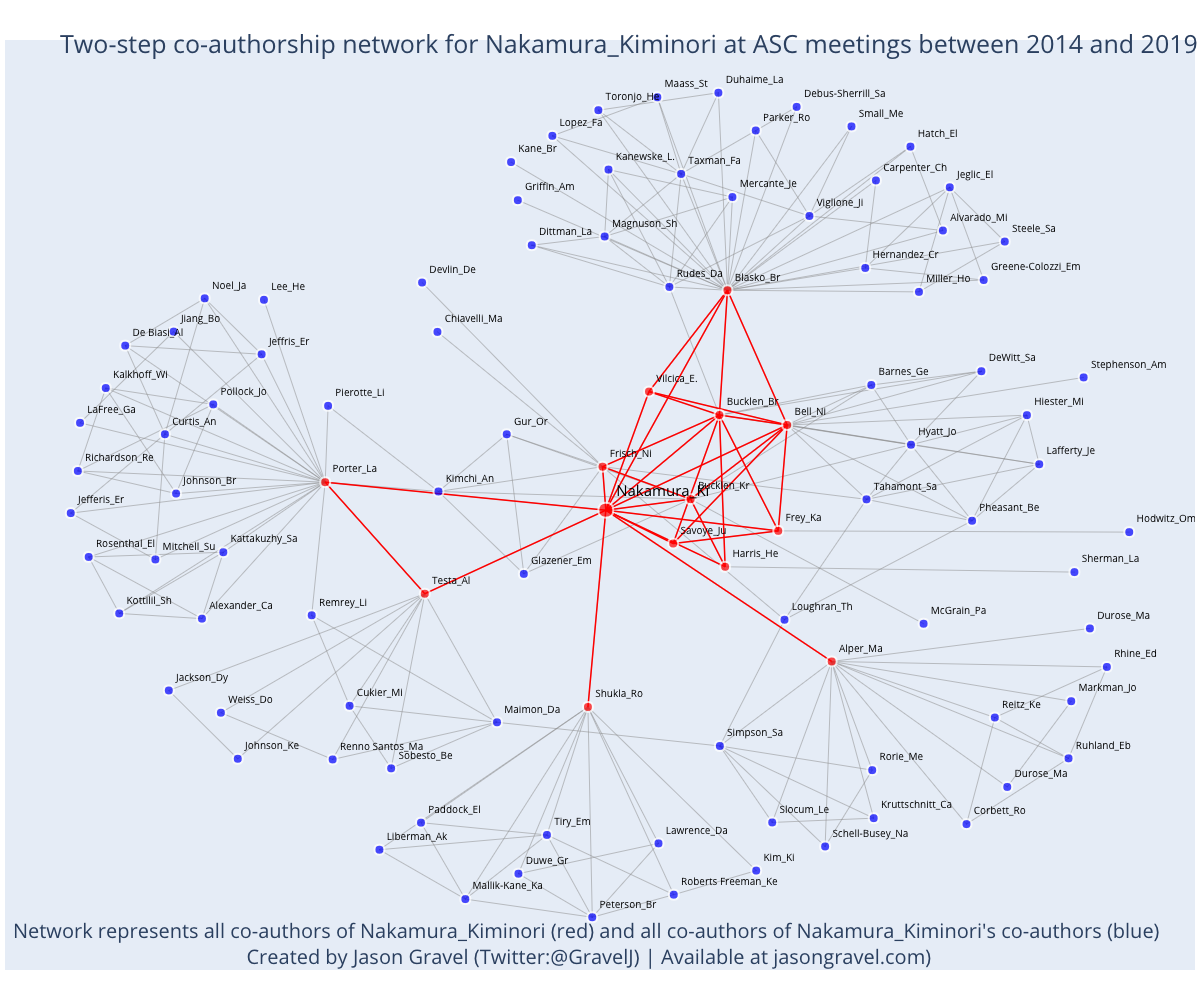 Two-step co-authorship network for Nakamura_Kiminori at ASC meetings between 2014 and 2019
Maass_St
Duhaime_La
Toronjo_He
Debus-Sherrill_Sa
Lopez_Fa
Parker_Ro
Small_Me
Kane_Br
Kanewske_L.
Taxman_Fa
Hatch_El
Carpenter_Ch
Jeglic_El
Griffin_Am
Mercante_Je
Viglione_Ji
Dittman_La
Magnuson_Sh
Alvarado_Mi
Steele_Sa
Hernandez_Cr
Devlin_De
Rudes_Da
Blasko_Br
Miller_Ho
Greene-Colozzi_Em
Noel_Ja
Lee_He
Jiang_Bo
Chiavelli_Ma
De Biasi_Al
Jeffris_Er
Kalkhoff_Wi
Pollock_Jo
Pierotte_Li
Vilcica_E.
Barnes_Ge
DeWitt_Sa
Stephenson_Am
LaFree_Ga
Curtis_An
Gur_Or
Bucklen_Br
Bell_Ni
Hyatt_Jo
Hiester_Mi
Richardson_Re
Johnson_Br
Porter_La
Kimchi_An
Frisch_Ni
Lafferty_Je
Nakamura_Ki
Bucklen_Kr
Tahamont_Sa
Jefferis_Er
Pheasant_Be
Frey_Ka
Hodwitz_Om
Rosenthal_El
Mitchell_Su
Kattakuzhy_Sa
Savoye_Ju
Glazener_Em
Harris_He
Sherman_La
Testa_Al
Kottilil_Sh
Alexander_Ca
Remrey_Li
Loughran_Th
McGrain_Pa
Durose_Ma
Alper_Ma
Rhine_Ed
Jackson_Dy
Weiss_Do
Cukier_Mi
Maimon_Da
Shukla_Ro
Reitz_Ke
Markman_Jo
Johnson_Ke
Renno Santos_Ma
Sobesto_Be
Simpson_Sa
Rorie_Me
Durose_Ma
Ruhland_Eb
Paddock_El
Liberman_Ak
Tiry_Em
Lawrence_Da
Slocum_Le
Kruttschnitt_Ca
Schell-Busey_Na
Corbett_Ro
Duwe_Gr
Kim_Ki
Mallik-Kane_Ka
Roberts Freeman_Ke
Peterson_Br
Network represents all co-authors of Nakamura_Kiminori (red) and all co-authors of Nakamura_Kiminori's co-authors (blue)
Created by Jason Gravel (Twitter:@GravelJ) | Available at jasongravel.com)